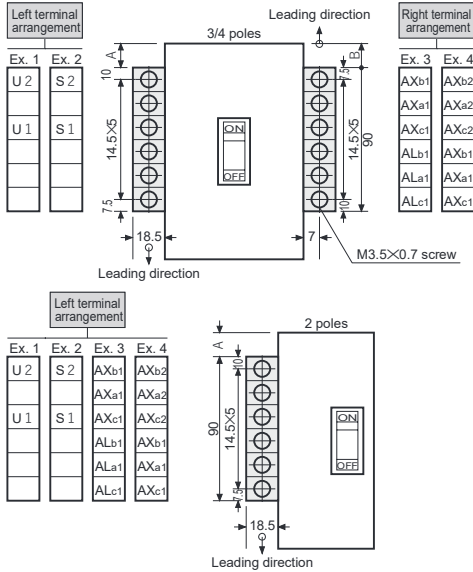 Left terminal
arrangement
Ex. 1 Ex. 2
U2 S2
U1 S1
3/4 poles
Leading direction
A
10
14.5×5
7.5
18.5
Leading direction
ON
OFF
B
7.5
14.5×5
90
10
7
M3.5×0.7 screw
Right terminal
arrangement
Ex. 3 Ex. 4
AXb1 AXb2
AXa1 AXa2
AXc1 AXc2
ALb1 AXb1
ALa1 AXa1
ALc1 AXc1
Left terminal
arrangement
Ex. 1 Ex. 2 Ex. 3 Ex. 4
U2 S2 AXb1 AXb2
AXa1 AXa2
U1 S1 AXc1 AXc2
ALb1 AXb1
ALa1 AXa1
ALc1 AXc1
2 poles
A
10
90
14.5×5
7.5
18.5
Leading direction
ON
OFF